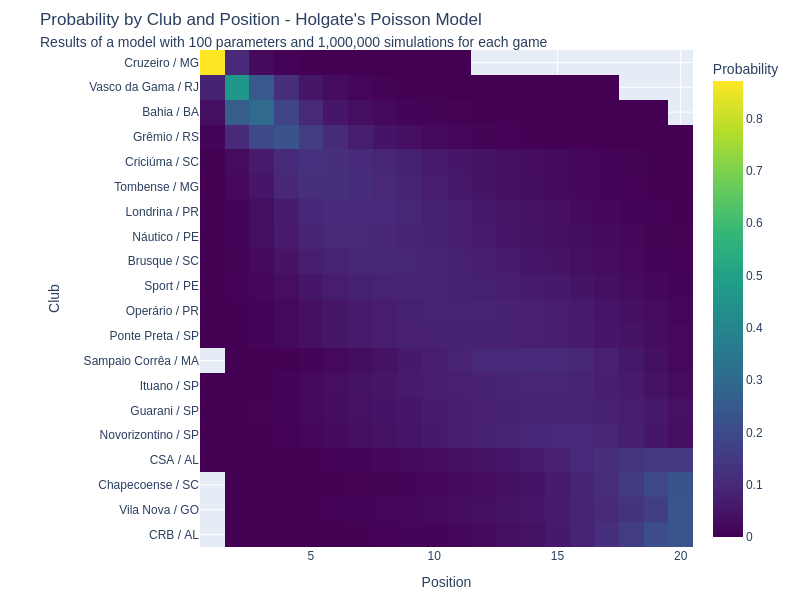 Probability by Club and Position - Holgate's Poisson Model
Results of a model with 100 parameters and 1,000,000 simulations for each game
Probability
Cruzeiro / MG
Vasco da Gama / RJ
Bahia / BA
Grêmio / RS
Criciúma / SC
Tombense / MG
Londrina / PR
Náutico / PE
Brusque / SC
Sport / PE
Operário / PR
Ponte Preta / SP
Sampaio Corrêa / MA
Ituano / SP
Guarani / SP
Novorizontino / SP
CSA / AL
Chapecoense / SC
Vila Nova / GO
CRB / AL
Club
5
10
15
20
Position
0.8
0.7
0.6
0.5
0.4
0.3
0.2
0.1
0